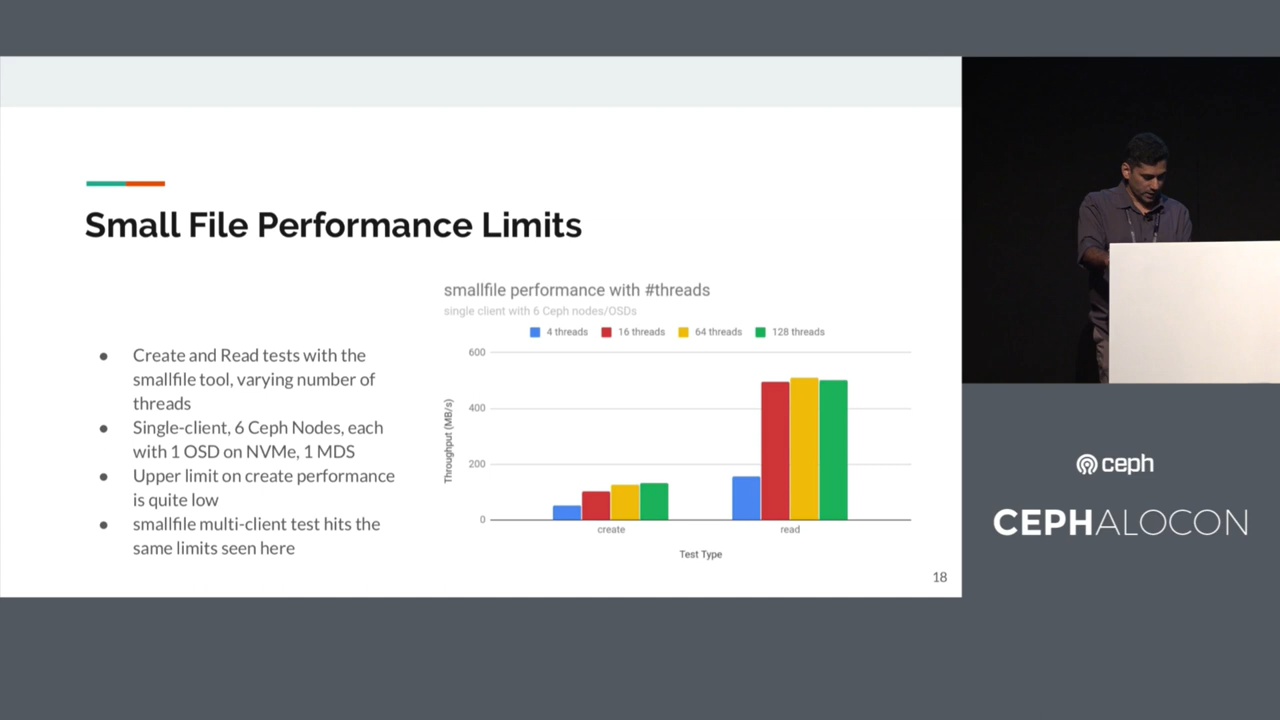 Small File Performance Limits
● Create and Read tests with the
smallfile tool, varying number of
threads
● Single-client, 6 Ceph Nodes, each
with 1 OSD on NVMe, 1 MDS
● Upper limit on create performance
is quite low
● smallfile multi-client test hits the
same limits seen here
smallfile performance with #threads
single client with 6 Ceph nodes/OSDs
4 threads 16 threads 64 threads 128 threads
Throughput (MB/s)
600
400
200
0
create read
Test Type
18
ceph
CEPHALOCON